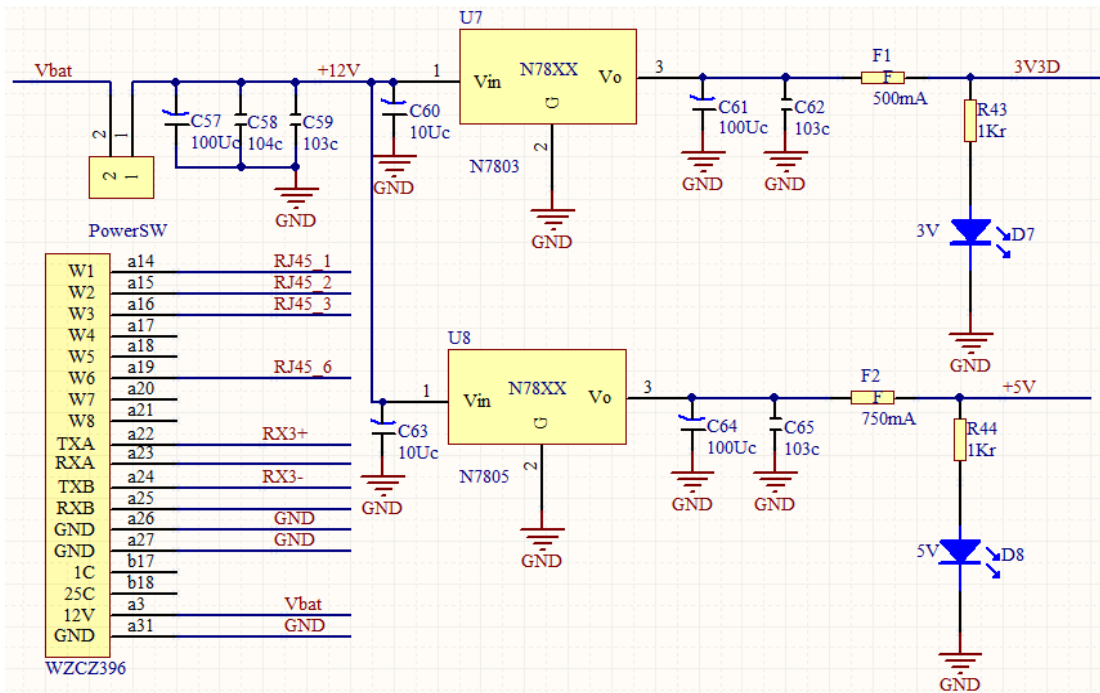 U7
Vbat
+12V
1
Vin
N78XX
Vo
G
3
2
N7803
F1
F
500mA
3V3D
2
1
2
1
PowerSW
C57
100Uc
C58
104c
C59
103c
GND
C60
10Uc
GND
GND
C61
100Uc
GND
C62
103c
GND
R43
1Kr
3V
D7
GND
W1 a14 RJ45_1
W2 a15 RJ45_2
W3 a16 RJ45_3
W4 a17
W5 a18
W6 a19 RJ45_6
W7 a20
W8 a21
TXA a22 RX3+
RXA a23
TXB a24 RX3-
RXB a25
GND a26 GND
GND a27 GND
1C b17
25C b18
12V a3 Vbat
GND a31 GND
WZCZ396
U8
1
Vin
N78XX
Vo
G
3
2
N7805
C63
10Uc
GND
GND
C64
100Uc
GND
C65
103c
GND
F2
F
750mA
+5V
R44
1Kr
5V
D8
GND